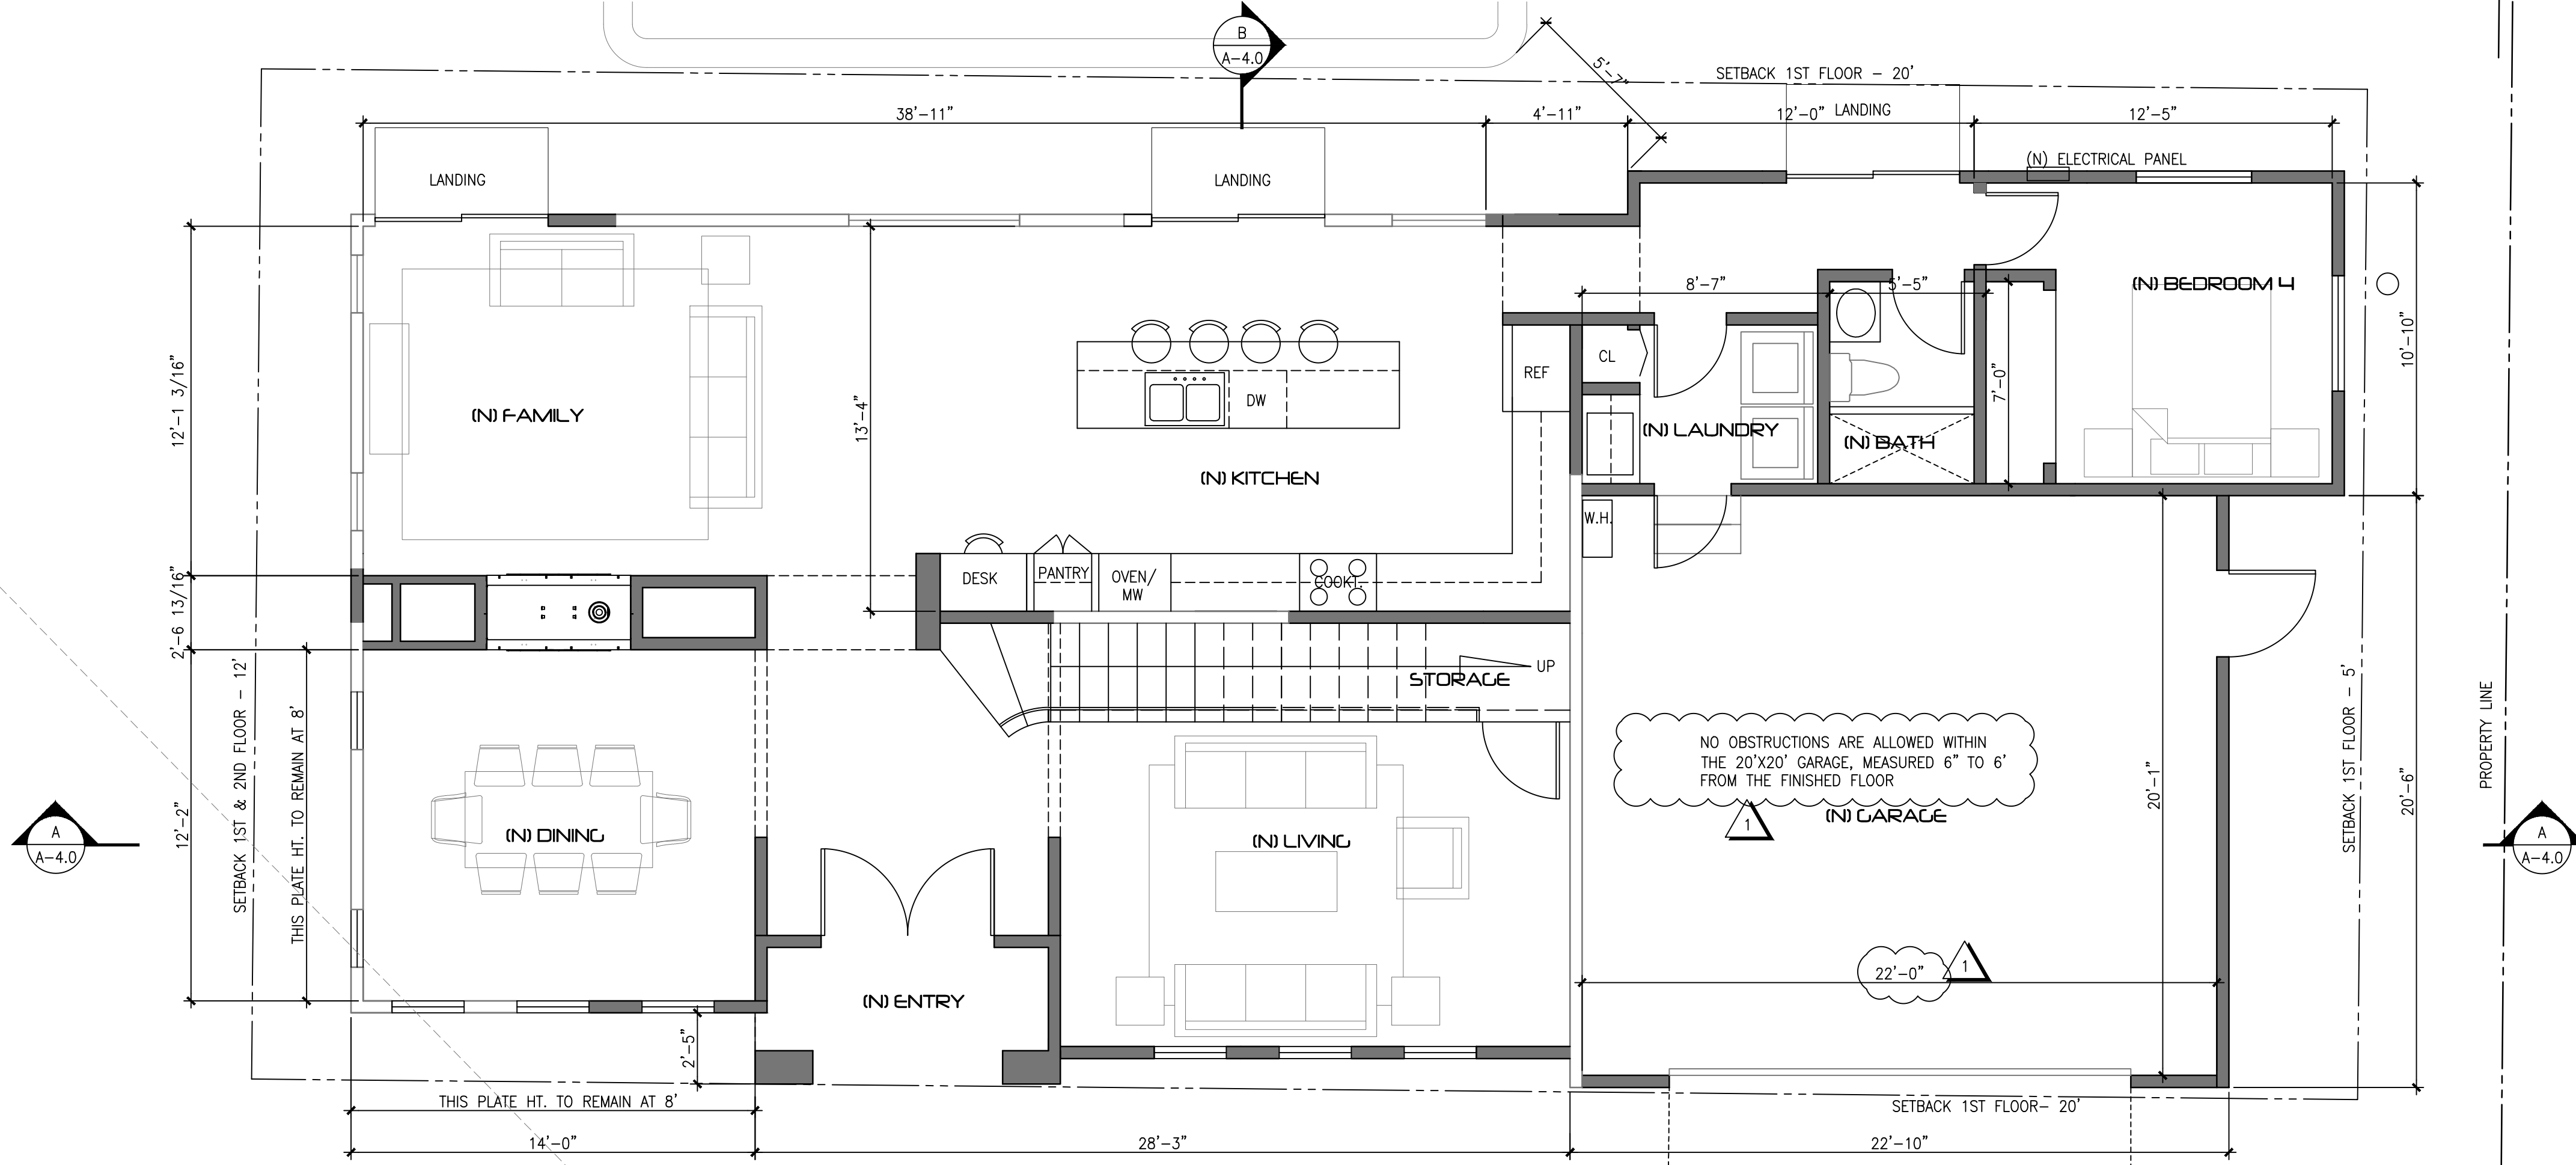 B
A-4.0
5'-7"
SETBACK 1ST FLOOR - 20'
38'-11"
4'-11"
12'-0"
LANDING
12'-5"
(N) ELECTRICAL PANEL
LANDING
LANDING
8'-7"
5'-5"
(N) BEDROOM 4
12'-1 3/16"
13'-4"
REF
CL
7'-0"
10'-10"
DW
(N) FAMILY
(N) LAUNDRY
(N) BATH
(N) KITCHEN
W.H.
DESK
PANTRY
OVEN/
MW
COOKT.
2'-6 13/16"
UP
STORAGE
SETBACK 1ST & 2ND FLOOR - 12'
THIS PLATE HT. TO REMAIN AT 8'
12'-2"
NO OBSTRUCTIONS ARE ALLOWED WITHIN
THE 20'X20' GARAGE, MEASURED 6" TO 6'
FROM THE FINISHED FLOOR
1
(N) GARAGE
20'-1"
SETBACK 1ST FLOOR - 5'
20'-6"
PROPERTY LINE
A
A-4.0
A
A-4.0
(N) DINING
(N) LIVING
22'-0"
1
(N) ENTRY
2'-5"
THIS PLATE HT. TO REMAIN AT 8'
SETBACK 1ST FLOOR- 20'
14'-0"
28'-3"
22'-10"